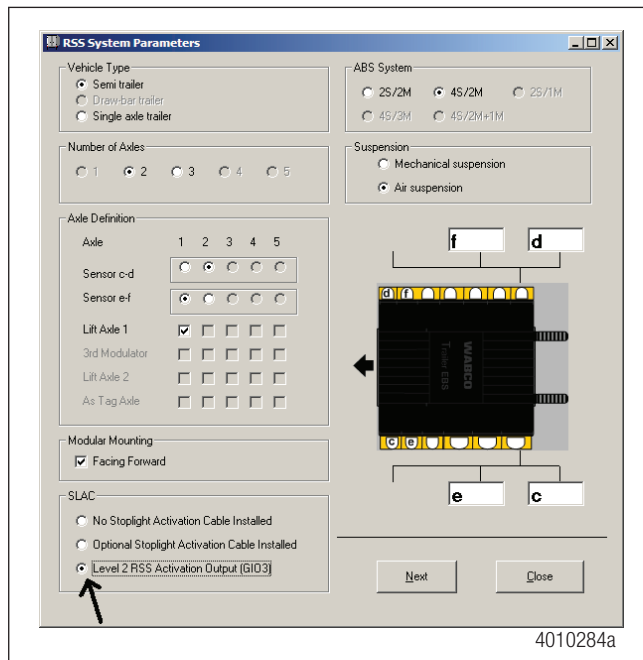 RSS System Parameters
Vehicle Type
Semi trailer
Draw-bar trailer
Single axle trailer
ABS System
2S/2M 4S/2M 2S/1M
4S/3M 4S/2M+1M
Number of Axles
1 2 3 4 5
Suspension
Mechanical suspension
Air suspension
Axle Definition
Axle 1 2 3 4 5
Sensor c-d
Sensor e-f
Lift Axle 1
3rd Modulator
Lift Axle 2
As Tag Axle
f d
d f
WABCO
Trailer EBS
c e
e c
Modular Mounting
Facing Forward
SLAC
No Stoplight Activation Cable Installed
Optional Stoplight Activation Cable Installed
Level 2 RSS Activation Output (GIO3)
Next Close
4010284a